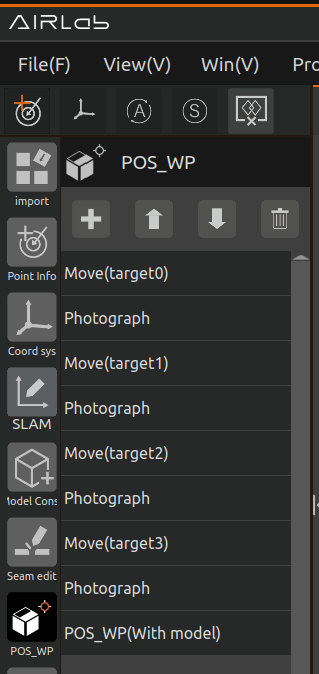 AIRLab
File(F) View(V) Win(V) Pro
A S
POS_WP
import
Point Info
Coord sys
SLAM
Model Cons
Seam edit
POS_WP
Move(target0)
Photograph
Move(target1)
Photograph
Move(target2)
Photograph
Move(target3)
Photograph
POS_WP(With model)